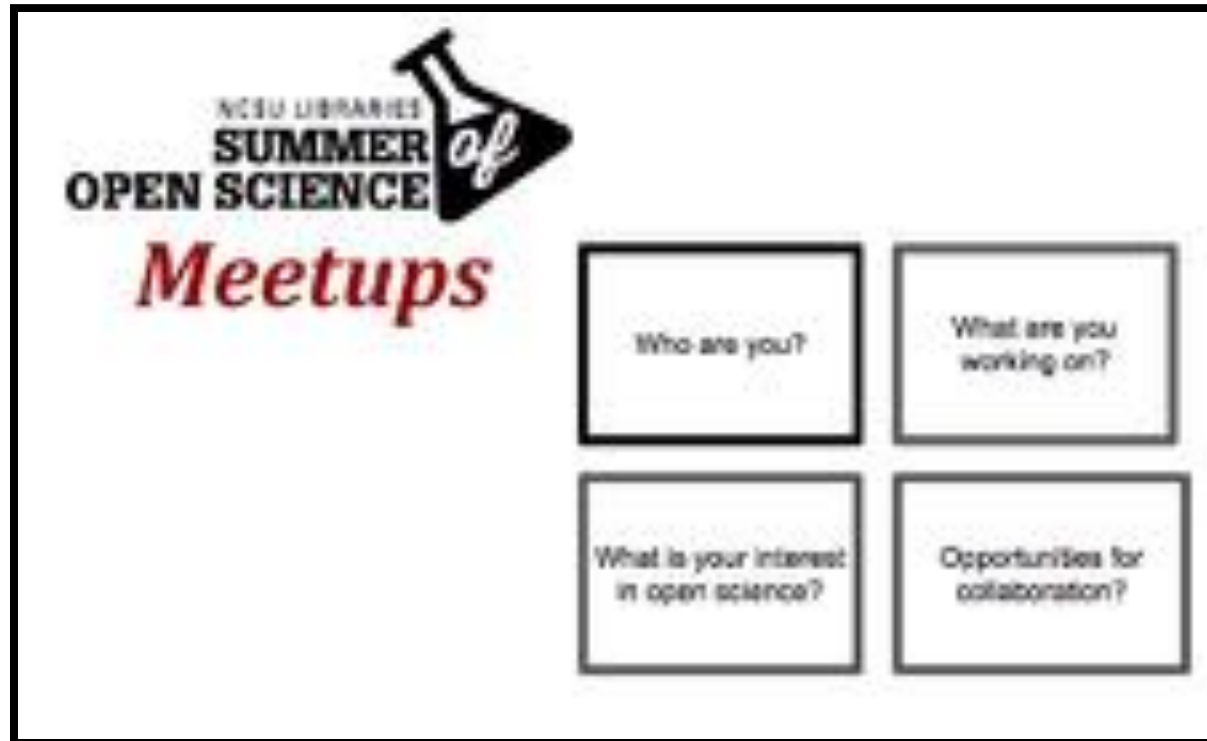 NCSU LIBRARIES
SUMMER of
OPEN SCIENCE
Meetups
Who are you?
What are you
working on?
What is your interest
in open science?
Opportunities for
collaboration?